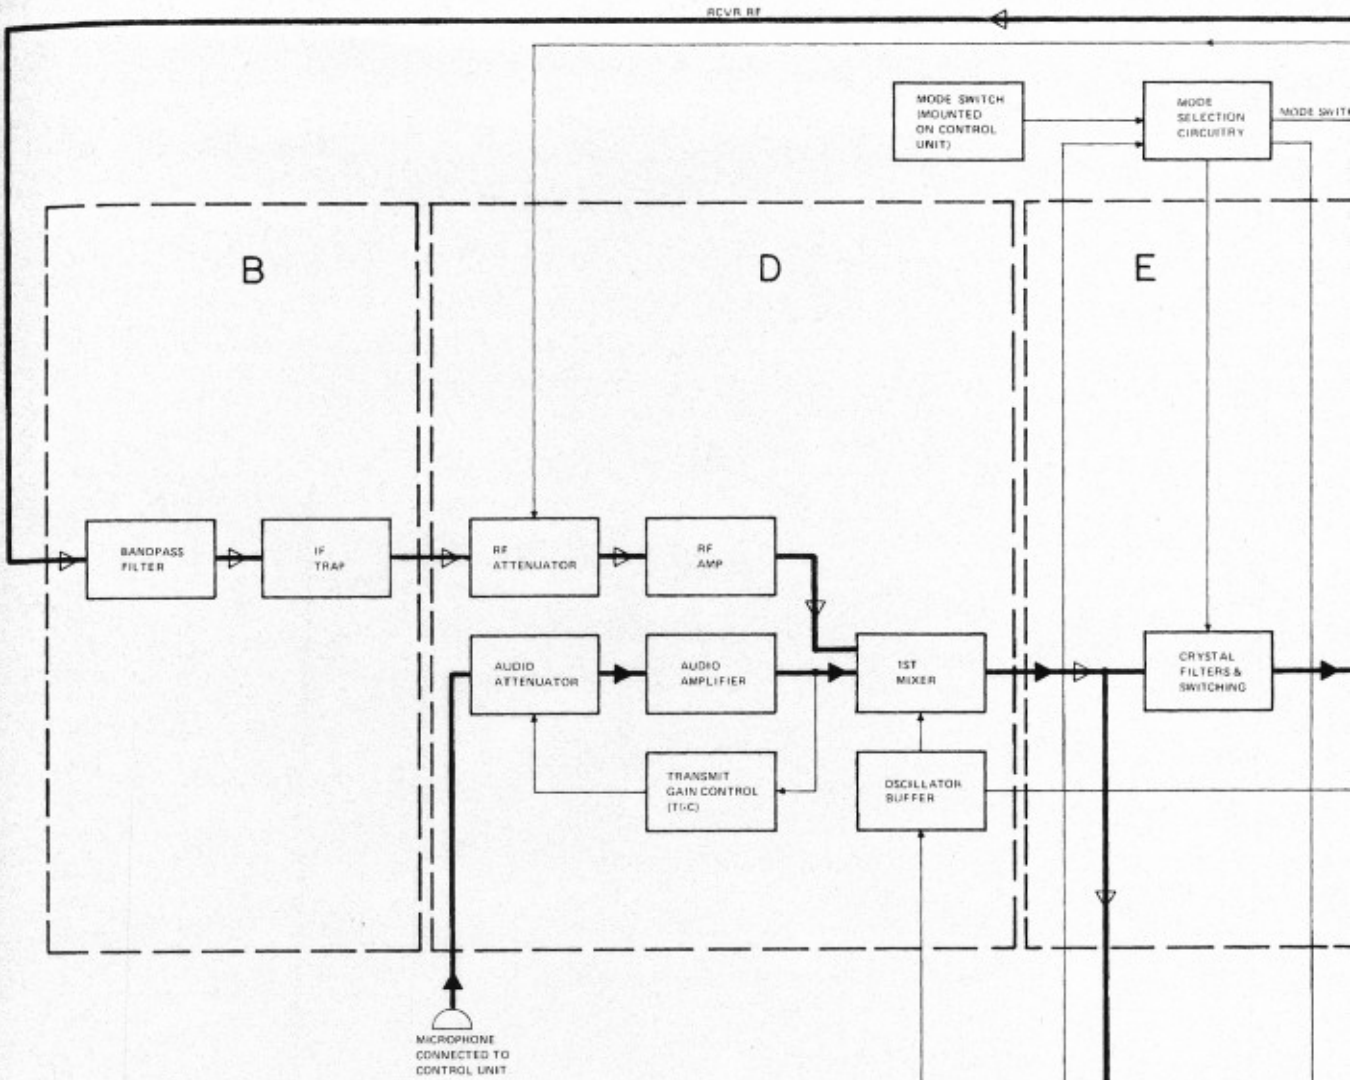 RCVR RF
MODE SWITCH
(MOUNTED
ON CONTROL
UNIT)
MODE
SELECTION
CIRCUITRY
MODE
B
D
E
BANDPASS
FILTER
IF
TRAP
RF
ATTENUATOR
RF
AMP
AUDIO
ATTENUATOR
AUDIO
AMPLIFIER
1ST
MIXER
CRYSTAL
FILTERS &
SWITCHING
TRANSMIT
GAIN CONTROL
(TGC)
OSCILLATOR
BUFFER
MICROPHONE
CONNECTED TO
CONTROL UNIT